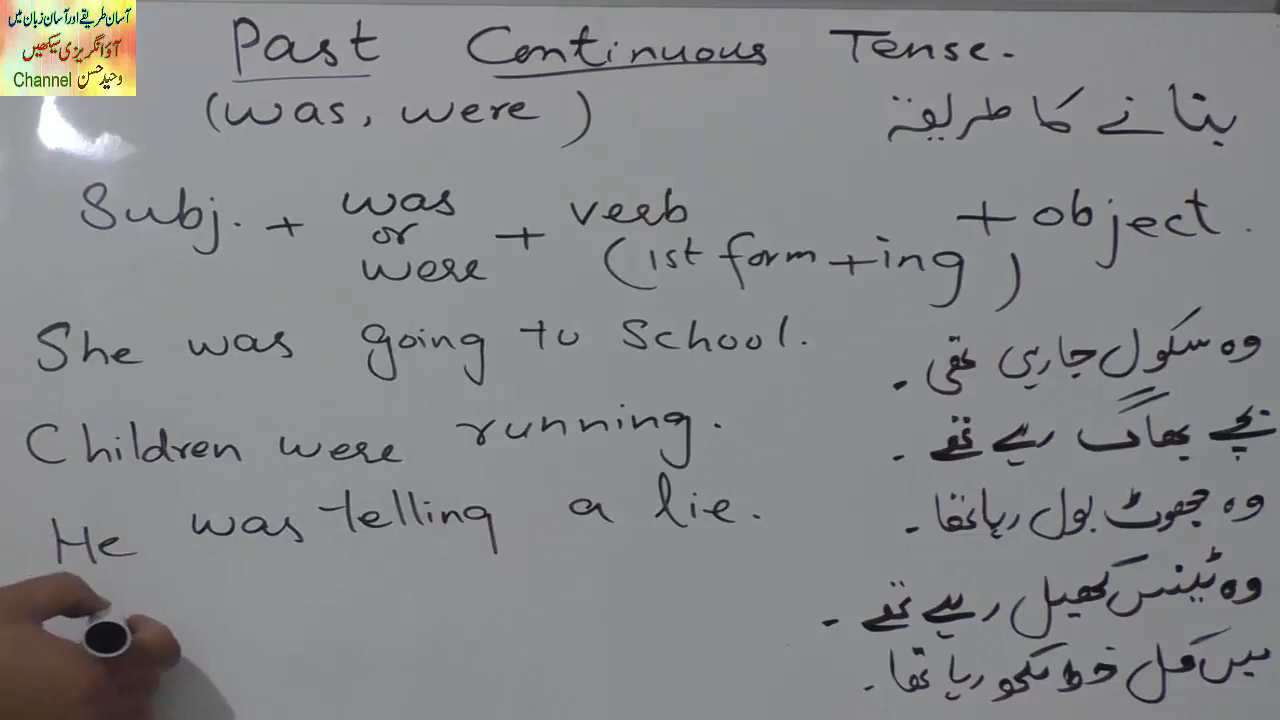 آسان طریقے اور آسان زبان میں
آؤ انگریزی سیکھیں
وحید حسن Channel
Past Continuous Tense.
(was, were) بنانے کا طریقہ
Subj. + was or were + verb (1st form +ing) + object.
She was going to School. وہ سکول جارہی تھی ۔
Children were running. بچے بھاگ رہے تھے ۔
He was telling a lie. وہ جھوٹ بول رہا تھا ۔
وہ ٹینس کھیل رہے تھے ۔
میں کل خط لکھ رہا تھا ۔